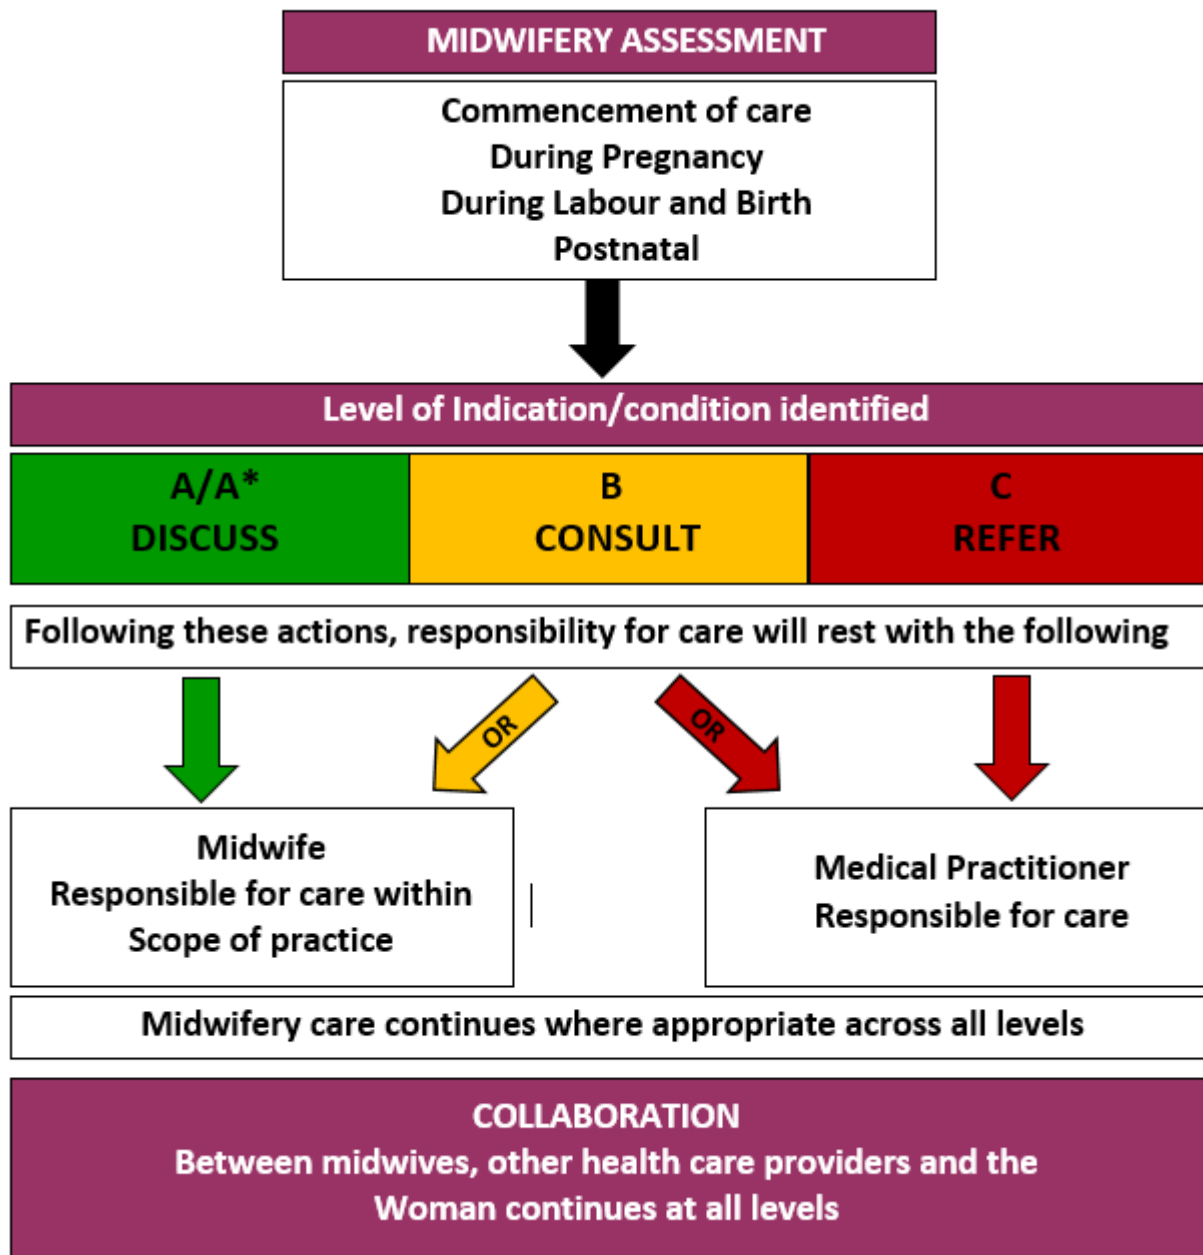 MIDWIFERY ASSESSMENT
Commencement of care
During Pregnancy
During Labour and Birth
Postnatal
Level of Indication/condition identified
A/A*
DISCUSS
B
CONSULT
C
REFER
Following these actions, responsibility for care will rest with the following
OR
OR
Midwife
Responsible for care within
Scope of practice
Medical Practitioner
Responsible for care
Midwifery care continues where appropriate across all levels
COLLABORATION
Between midwives, other health care providers and the
Woman continues at all levels